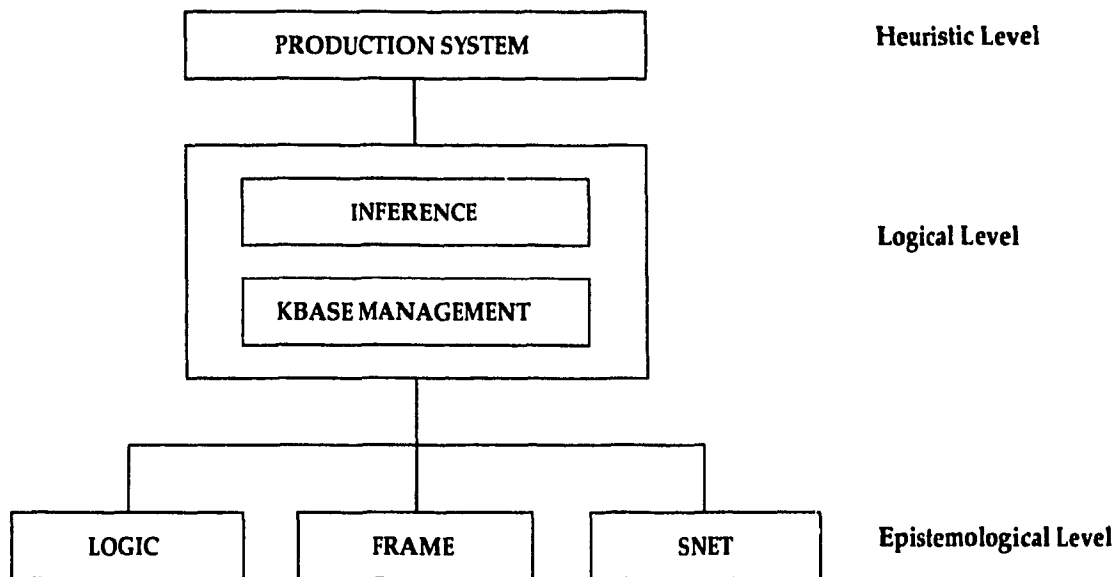 PRODUCTION SYSTEM
Heuristic Level
INFERENCE
Logical Level
KBASE MANAGEMENT
LOGIC
FRAME
SNET
Epistemological Level